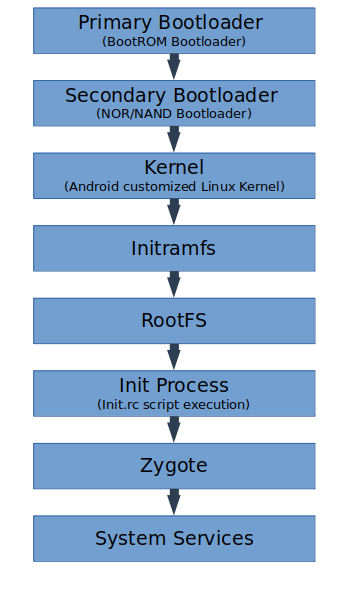 Primary Bootloader
(BootROM Bootloader)
Secondary Bootloader
(NOR/NAND Bootloader)
Kernel
(Android customized Linux Kernel)
Initramfs
RootFS
Init Process
(Init.rc script execution)
Zygote
System Services